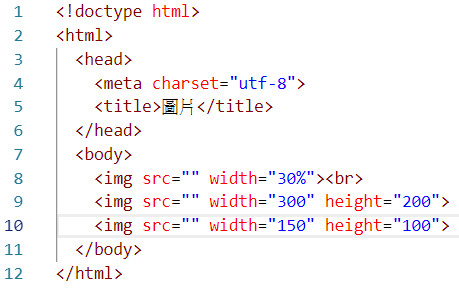 1 <!doctype html>
2 <html>
3   <head>
4     <meta charset="utf-8">
5     <title>圖片</title>
6   </head>
7   <body>
8     <img src="" width="30%"><br>
9     <img src="" width="300" height="200">
10     <img src="" width="150" height="100">
11   </body>
12 </html>